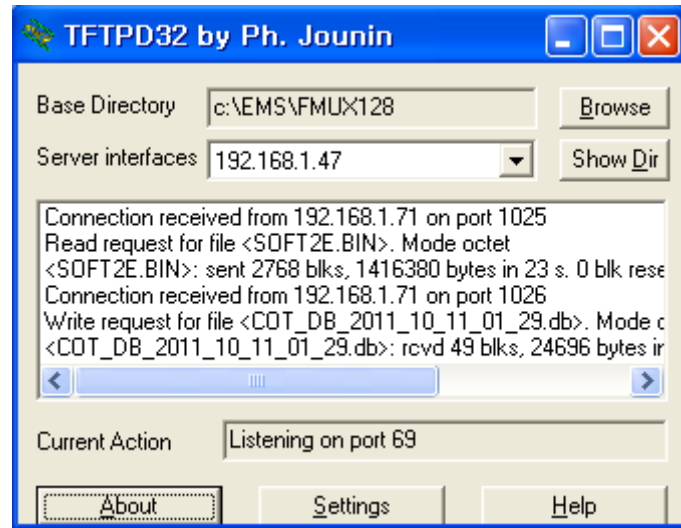 TFTPD32 by Ph. Jounin
Base Directory c:\EMS\FMUX128 Browse
Server interfaces 192.168.1.47 Show Dir
Connection received from 192.168.1.71 on port 1025
Read request for file <SOFT2E.BIN>. Mode octet
<SOFT2E.BIN>: sent 2768 blks, 1416380 bytes in 23 s. 0 blk rese
Connection received from 192.168.1.71 on port 1026
Write request for file <COT_DB_2011_10_11_01_29.db>. Mode
<COT_DB_2011_10_11_01_29.db>: rcvd 49 blks, 24696 bytes
Current Action Listening on port 69
About Settings Help